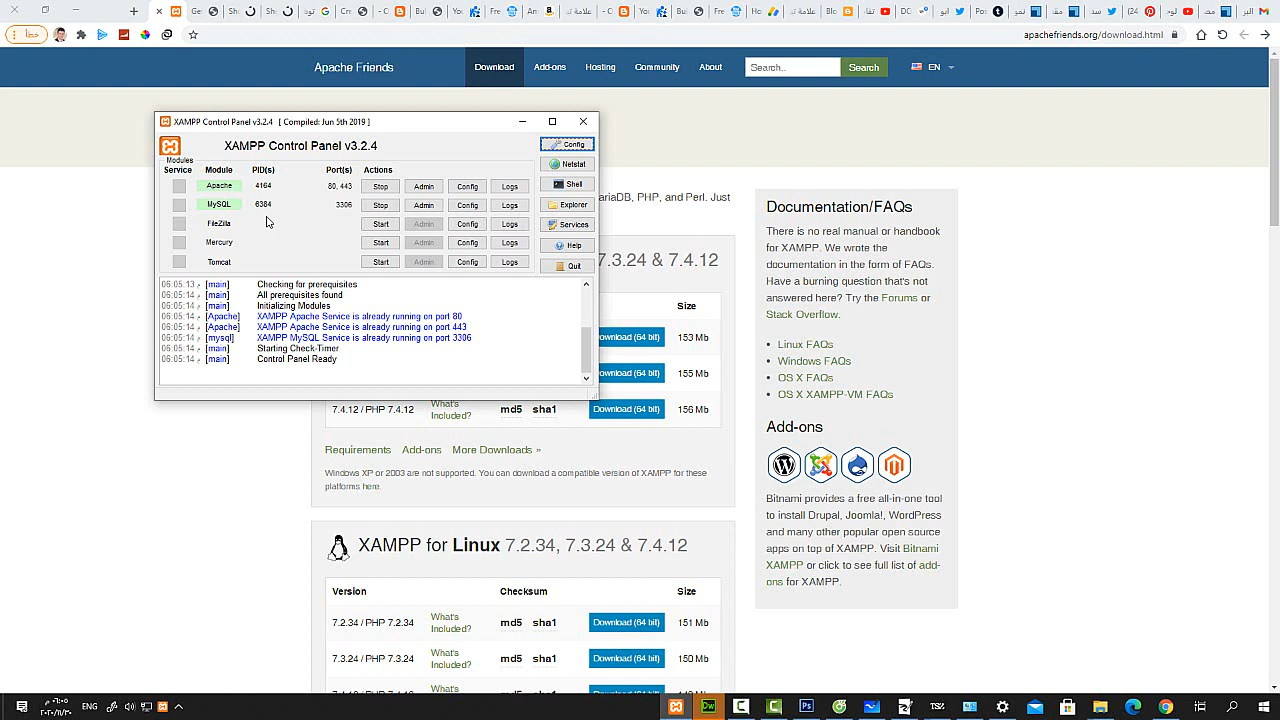 apachefriends.org/download.html
خطأ
Apache Friends
Download
Add-ons
Hosting
Community
About
Search..
Search
EN
XAMPP Control Panel v3.2.4 [ Compiled: Jun 5th 2019 ]
XAMPP Control Panel v3.2.4
Config
Modules
Service Module PID(s) Port(s) Actions
Netstat
Apache 4164 80, 443 Stop Admin Config Logs
Shell
MySQL 6384 3306 Stop Admin Config Logs
Explorer
FileZilla Start Admin Config Logs
Services
Mercury Start Admin Config Logs
Help
Tomcat Start Admin Config Logs
Quit
06:05:13 م [main] Checking for prerequisites
06:05:14 م [main] All prerequisites found
06:05:14 م [main] Initializing Modules
06:05:14 م [Apache] XAMPP Apache Service is already running on port 80
06:05:14 م [Apache] XAMPP Apache Service is already running on port 443
06:05:14 م [mysql] XAMPP MySQL Service is already running on port 3306
06:05:14 م [main] Starting Check-Timer
06:05:14 م [main] Control Panel Ready
ariaDB, PHP, and Perl. Just
7.3.24 & 7.4.12
Size
ownload (64 bit) 153 Mb
ownload (64 bit) 155 Mb
7.4.12 / PHP 7.4.12 What's Included? md5 sha1 Download (64 bit) 156 Mb
Requirements Add-ons More Downloads »
Windows XP or 2003 are not supported. You can download a compatible version of XAMPP for these
platforms here.
XAMPP for Linux 7.2.34, 7.3.24 & 7.4.12
Version Checksum Size
7.2.34 / PHP 7.2.34 What's Included? md5 sha1 Download (64 bit) 151 Mb
7.3.24 / PHP 7.3.24 What's Included? md5 sha1 Download (64 bit) 150 Mb
What's
Documentation/FAQs
There is no real manual or handbook
for XAMPP. We wrote the
documentation in the form of FAQs.
Have a burning question that's not
answered here? Try the Forums or
Stack Overflow.
Linux FAQs
Windows FAQs
OS X FAQs
OS X XAMPP-VM FAQs
Add-ons
Bitnami provides a free all-in-one tool
to install Drupal, Joomla!, WordPress
and many other popular open source
apps on top of XAMPP. Visit Bitnami
XAMPP or click to see full list of add-
ons for XAMPP.
ENG